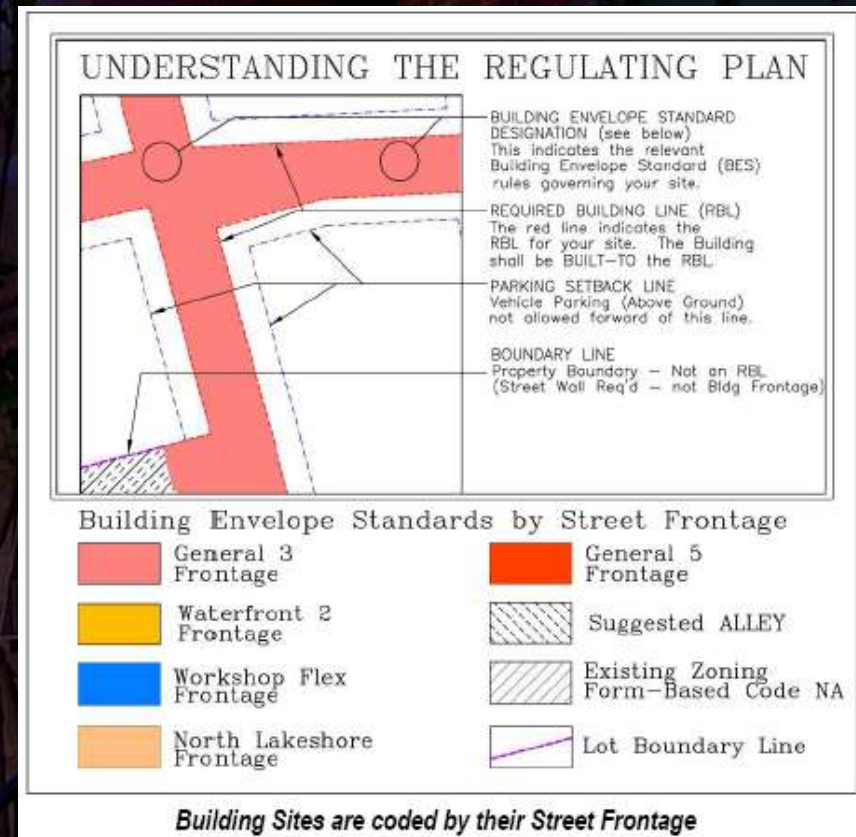 UNDERSTANDING THE REGULATING PLAN
BUILDING ENVELOPE STANDARD
DESIGNATION (see below)
This indicates the relevant
Building Envelope Standard (BES)
rules governing your site.
REQUIRED BUILDING LINE (RBL)
The red line indicates the
RBL for your site. The Building
shall be BUILT-TO the RBL
PARKING SETBACK LINE
Vehicle Parking (Above Ground)
not allowed forward of this line.
BOUNDARY LINE
Property Boundary – Not an RBL
(Street Wall Req'd – not Bldg Frontage)
Building Envelope Standards by Street Frontage
General 3
Frontage
Waterfront 2
Frontage
Workshop Flex
Frontage
North Lakeshore
Frontage
General 5
Frontage
Suggested ALLEY
Existing Zoning
Form-Based Code NA
Lot Boundary Line
Building Sites are coded by their Street Frontage